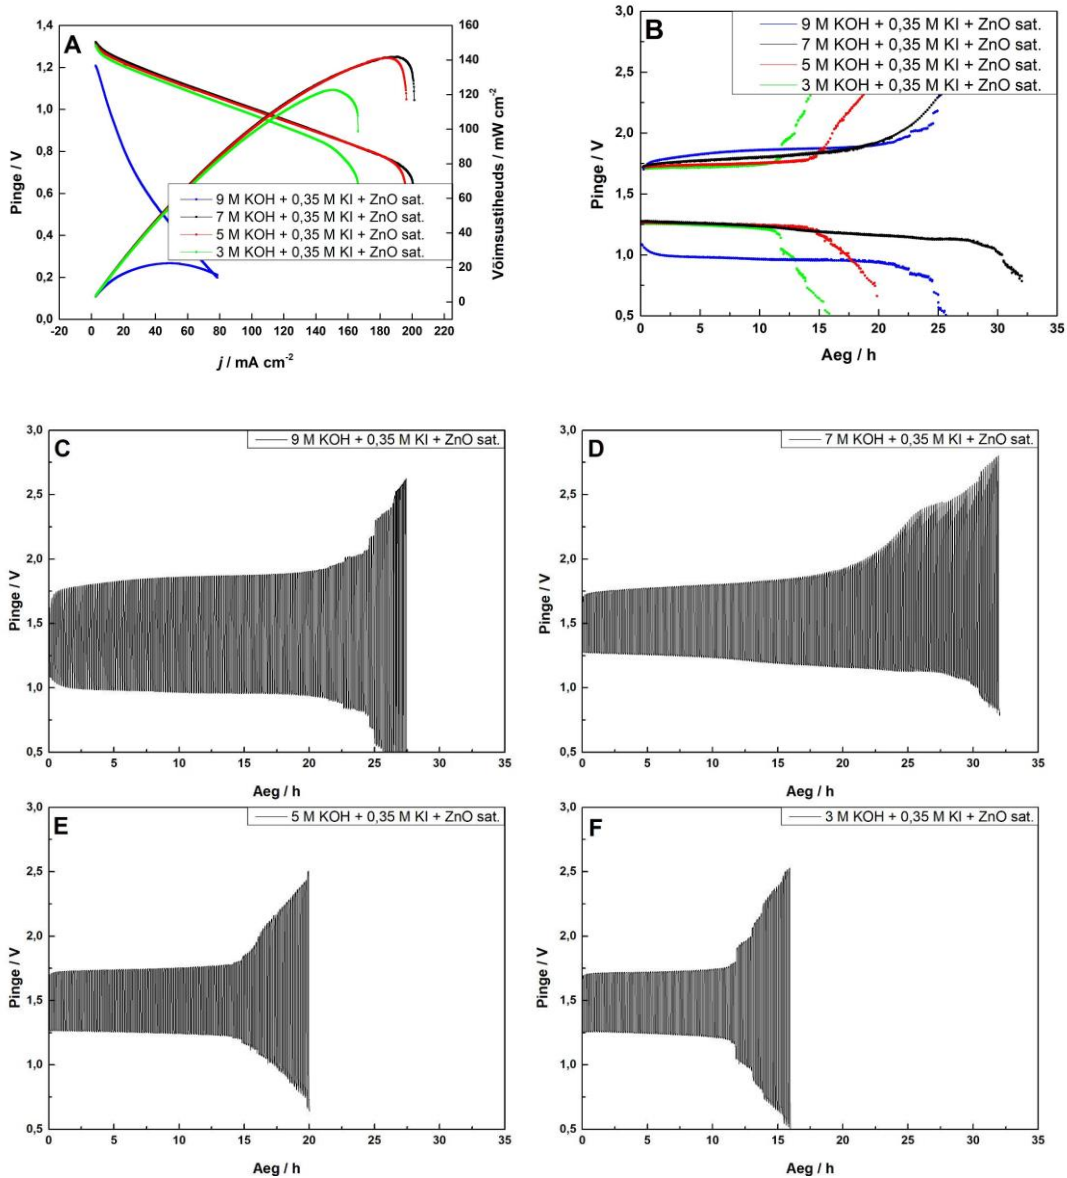 A
Pinge / V
1,4
1,2
1,0
0,8
0,6
0,4
0,2
0,0
-20 0 20 40 60 80 100 120 140 160 180 200 220
j / mA cm-2
160
140
120
100
80
60
40
20
0
Võimsustiheuds / mW cm-2
9 M KOH + 0,35 M KI + ZnO sat.
7 M KOH + 0,35 M KI + ZnO sat.
5 M KOH + 0,35 M KI + ZnO sat.
3 M KOH + 0,35 M KI + ZnO sat.
B
Pinge / V
3,0
2,5
2,0
1,5
1,0
0,5
0 5 10 15 20 25 30 35
Aeg / h
9 M KOH + 0,35 M KI + ZnO sat.
7 M KOH + 0,35 M KI + ZnO sat.
5 M KOH + 0,35 M KI + ZnO sat.
3 M KOH + 0,35 M KI + ZnO sat.
C
9 M KOH + 0,35 M KI + ZnO sat.
Pinge / V
3,0
2,5
2,0
1,5
1,0
0,5
0 5 10 15 20 25 30 35
Aeg / h
D
7 M KOH + 0,35 M KI + ZnO sat.
Pinge / V
3,0
2,5
2,0
1,5
1,0
0,5
0 5 10 15 20 25 30 35
Aeg / h
E
5 M KOH + 0,35 M KI + ZnO sat.
Pinge / V
3,0
2,5
2,0
1,5
1,0
0,5
0 5 10 15 20 25 30 35
Aeg / h
F
3 M KOH + 0,35 M KI + ZnO sat.
Pinge / V
3,0
2,5
2,0
1,5
1,0
0,5
0 5 10 15 20 25 30 35
Aeg / h